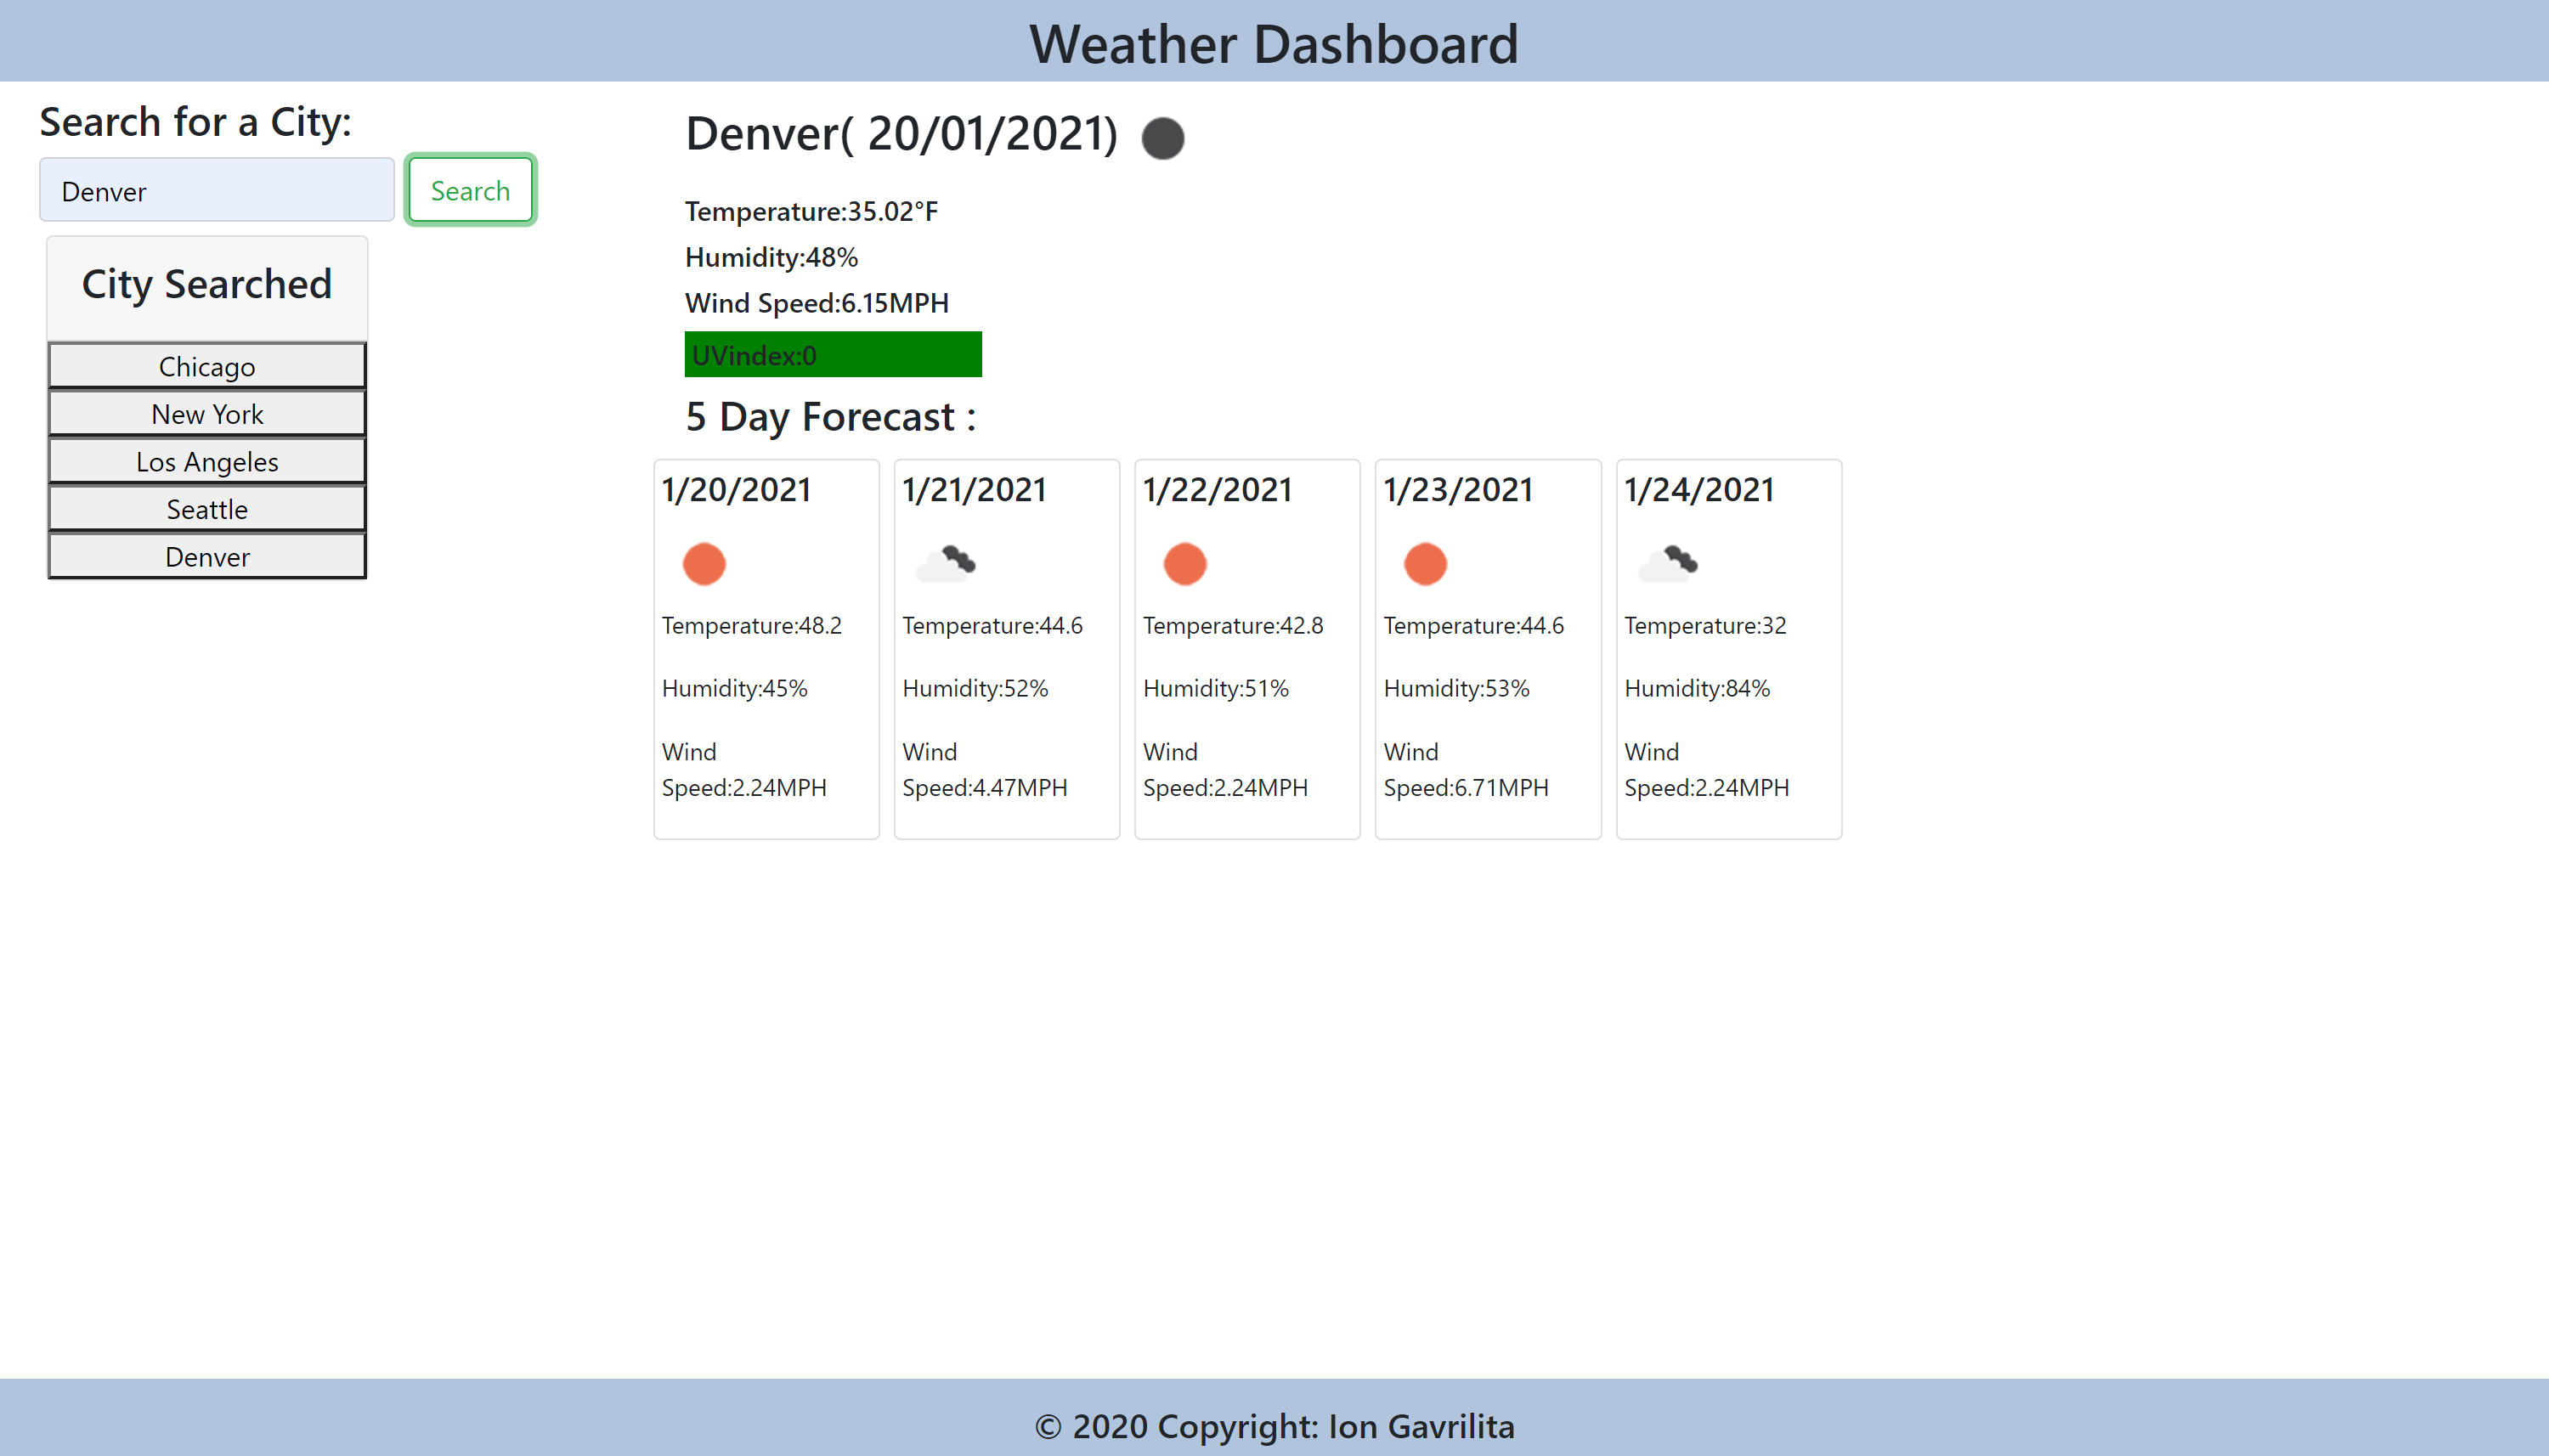 Weather Dashboard
Search for a City:
Denver
Search
City Searched
Chicago
New York
Los Angeles
Seattle
Denver
Denver( 20/01/2021)
Temperature:35.02°F
Humidity:48%
Wind Speed:6.15MPH
UVindex:0
5 Day Forecast :
1/20/2021
Temperature:48.2
Humidity:45%
Wind
Speed:2.24MPH
1/21/2021
Temperature:44.6
Humidity:52%
Wind
Speed:4.47MPH
1/22/2021
Temperature:42.8
Humidity:51%
Wind
Speed:2.24MPH
1/23/2021
Temperature:44.6
Humidity:53%
Wind
Speed:6.71MPH
1/24/2021
Temperature:32
Humidity:84%
Wind
Speed:2.24MPH
© 2020 Copyright: Ion Gavrilita